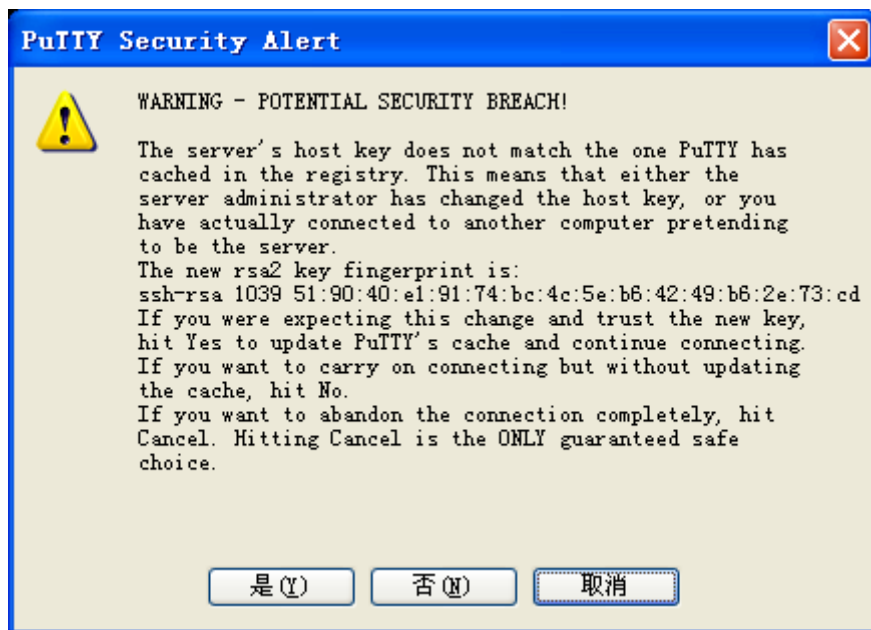 PuTTY Security Alert
WARNING - POTENTIAL SECURITY BREACH!
The server's host key does not match the one PuTTY has
cached in the registry. This means that either the
server administrator has changed the host key, or you
have actually connected to another computer pretending
to be the server.
The new rsa2 key fingerprint is:
ssh-rsa 1039 51:90:40:e1:91:74:bc:4c:5e:b6:42:49:b6:2e:73:cd
If you were expecting this change and trust the new key,
hit Yes to update PuTTY's cache and continue connecting.
If you want to carry on connecting but without updating
the cache, hit No.
If you want to abandon the connection completely, hit
Cancel. Hitting Cancel is the ONLY guaranteed safe
choice.
是(Y) 否(N) 取消